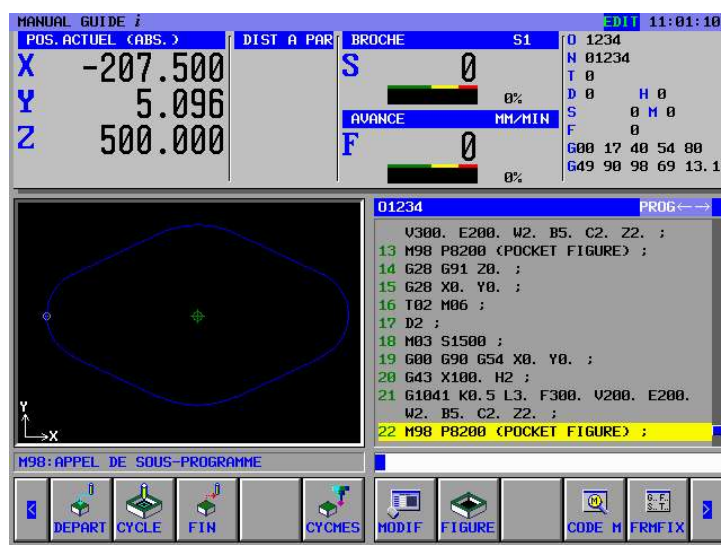 MANUAL GUIDE i EDIT 11:01:10
POS.ACTUEL (ABS.) DIST A PAR BROCHE S1 O 1234
X -207.500 S 0 N 01234
0% T 0
Y 5.096 D 0 H 0
AVANCE MM/MIN S 0 M 0
Z 500.000 F 0 F 0
G00 17 40 54 80
0% G49 90 98 69 13.1
O1234 PROG←→
V300. E200. W2. B5. C2. Z2. ;
13 M98 P8200 (POCKET FIGURE) ;
14 G28 G91 Z0. ;
15 G28 X0. Y0. ;
16 T02 M06 ;
17 D2 ;
18 M03 S1500 ;
19 G00 G90 G54 X0. Y0. ;
20 G43 X100. H2 ;
21 G1041 K0.5 L3. F300. V200. E200.
W2. B5. C2. Z2. ;
22 M98 P8200 (POCKET FIGURE) ;
Y
X
M98:APPEL DE SOUS-PROGRAMME
DEPART CYCLE FIN CYCMES MODIF FIGURE CODE M FRMFIX